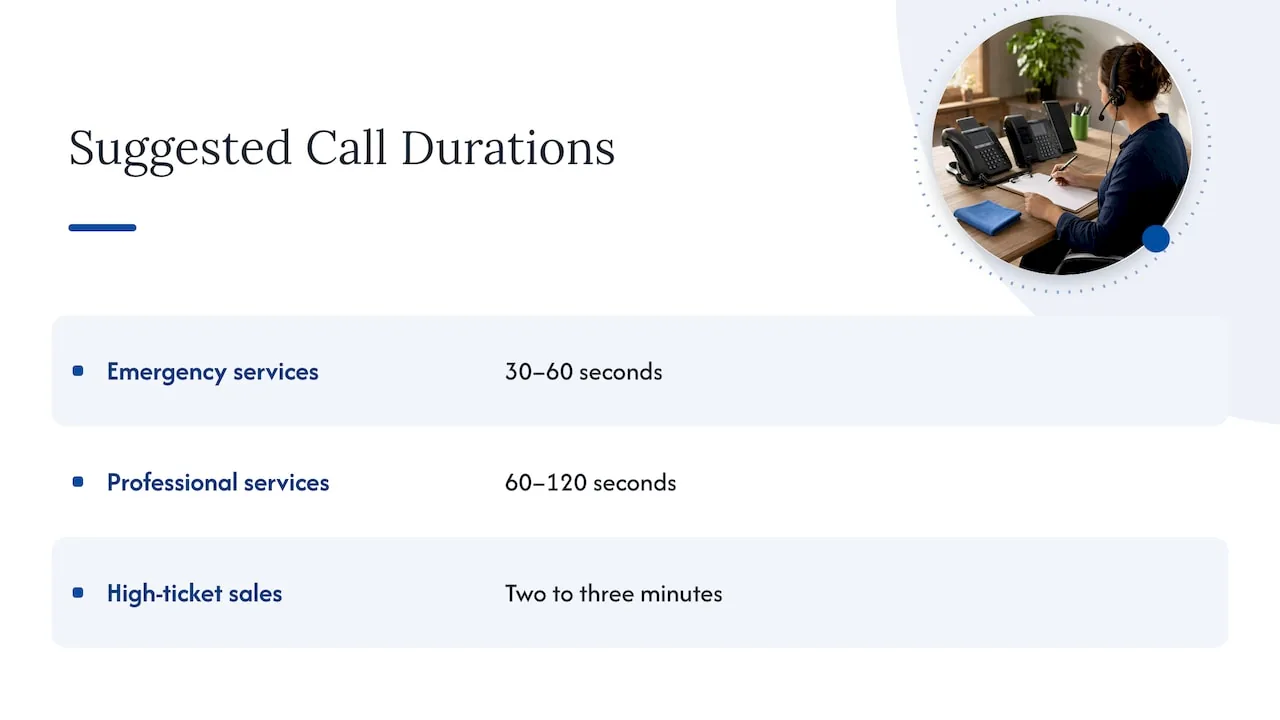 Suggested Call Durations
Emergency services 30–60 seconds
Professional services 60–120 seconds
High-ticket sales Two to three minutes